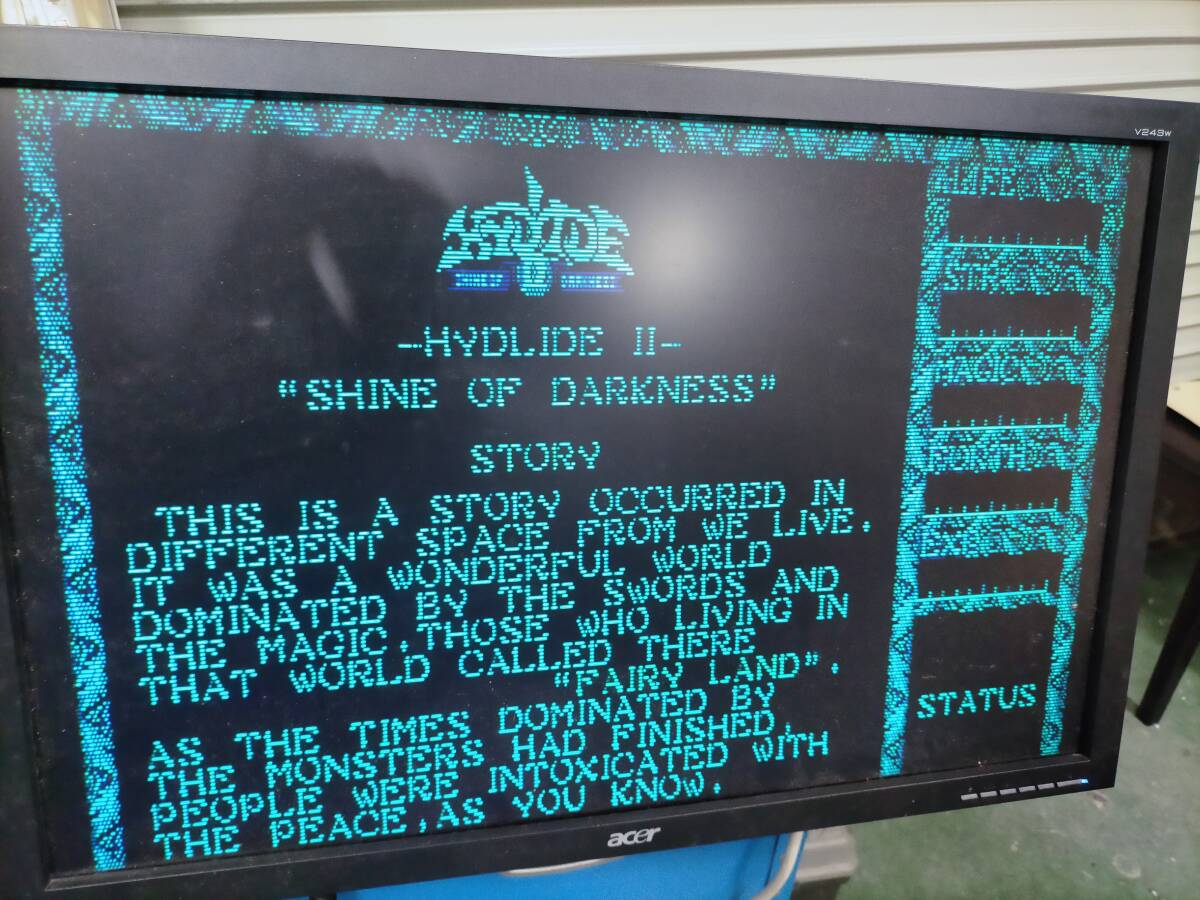 V243W
HYDLIDE
II
-HYDLIDE II-
"SHINE OF DARKNESS"
STORY
THIS IS A STORY OCCURRED IN
DIFFERENT SPACE FROM WE LIVE.
IT WAS A WONDERFUL WORLD
DOMINATED BY THE SWORDS AND
THE MAGIC.THOSE WHO LIVING IN
THAT WORLD CALLED THERE
"FAIRY LAND".
AS THE TIMES DOMINATED BY
THE MONSTERS HAD FINISHED,
PEOPLE WERE INTOXICATED WITH
THE PEACE,AS YOU KNOW.
LIFE
STRENGTH
MAGIC
FORTH
EXP
STATUS
acer